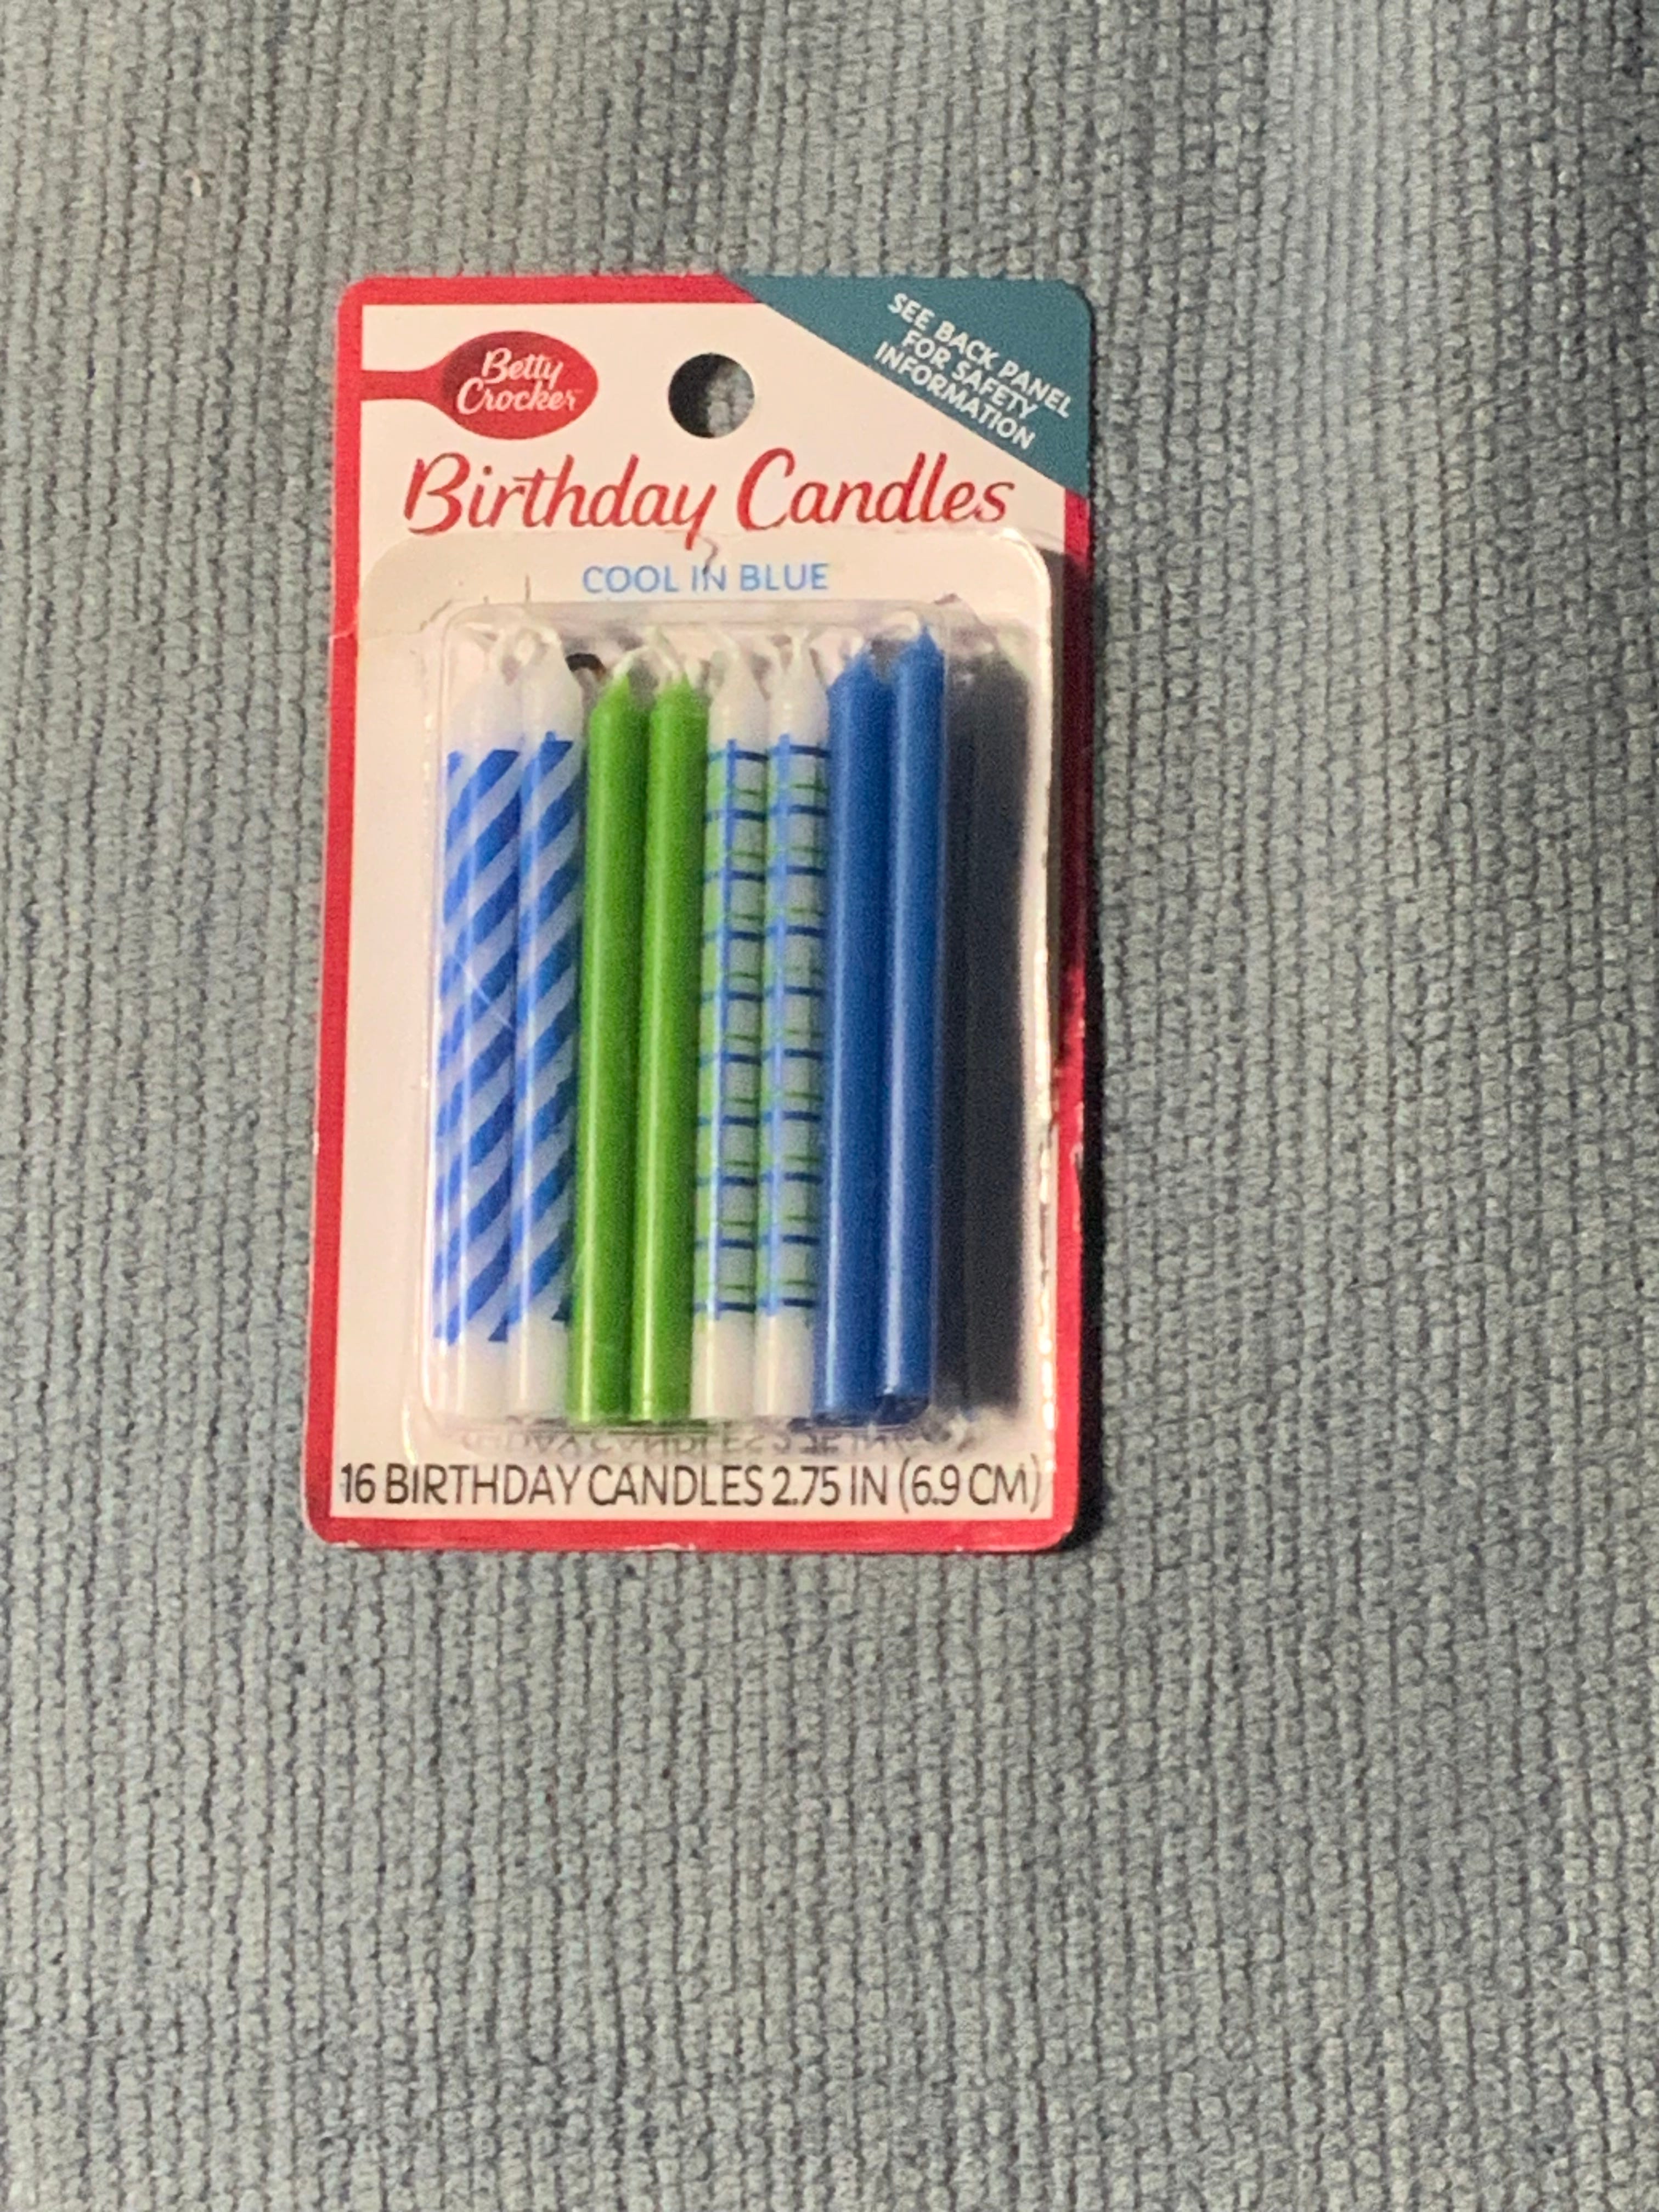 Betty
Crocker™
SEE BACK PANEL
FOR SAFETY
INFORMATION
Birthday Candles
COOL IN BLUE
16 BIRTHDAY CANDLES 2.75 IN (6.9 CM)